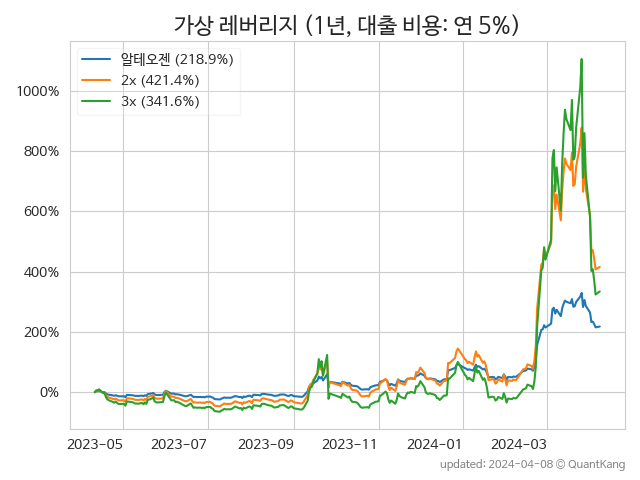 가상 레버리지 (1년, 대출 비용: 연 5%)
알테오젠 (218.9%)
2x (421.4%)
3x (341.6%)
1000%
800%
600%
400%
200%
0%
2023-05 2023-07 2023-09 2023-11 2024-01 2024-03
updated: 2024-04-08 © QuantKang